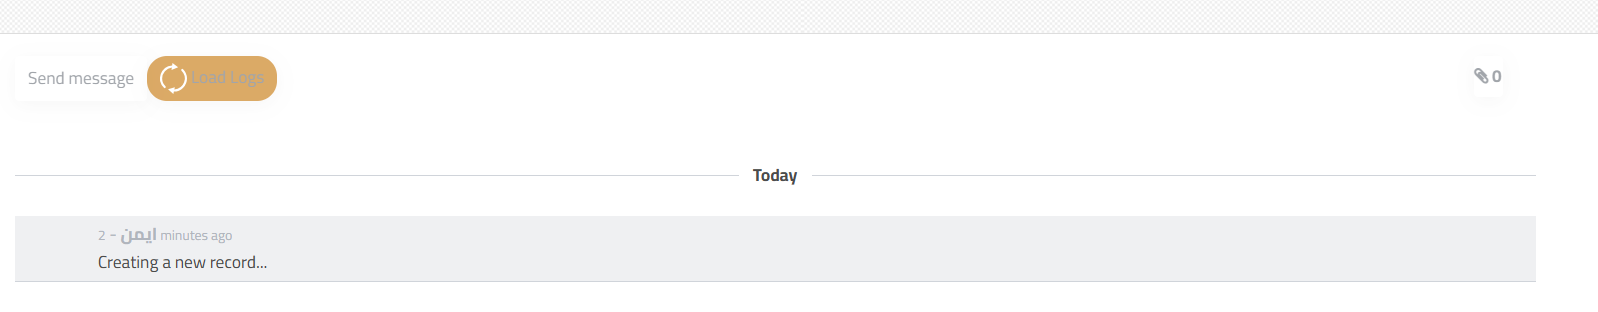 Send message
Load Logs
0
Today
ايمن - 2 minutes ago
Creating a new record...